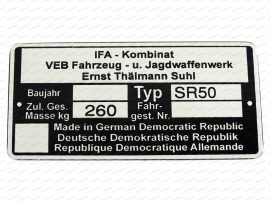 IFA - Kombinat
VEB Fahrzeug - u. Jagdwaffenwerk
Ernst Thälmann Suhl
Baujahr Typ SR50
Zul. Ges. Masse kg 260 Fahr- gest. Nr.
Made in German Democratic Republic
Deutsche Demokratische Republik
Republique Democratique Allemande